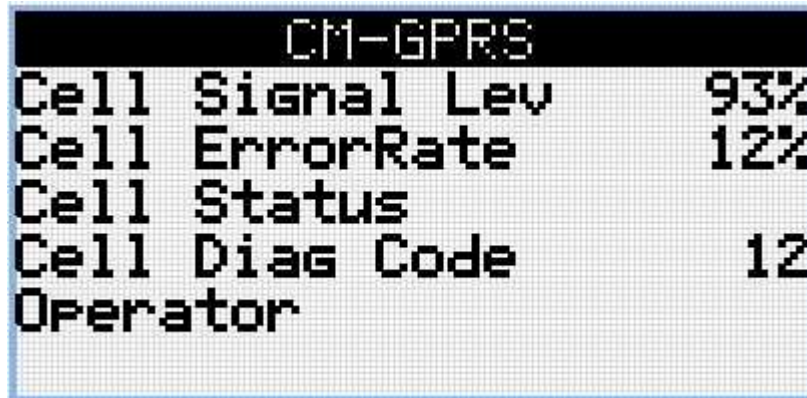 CM-GPRS
Cell Signal Lev 93%
Cell ErrorRate 12%
Cell Status
Cell Diag Code 12
Operator